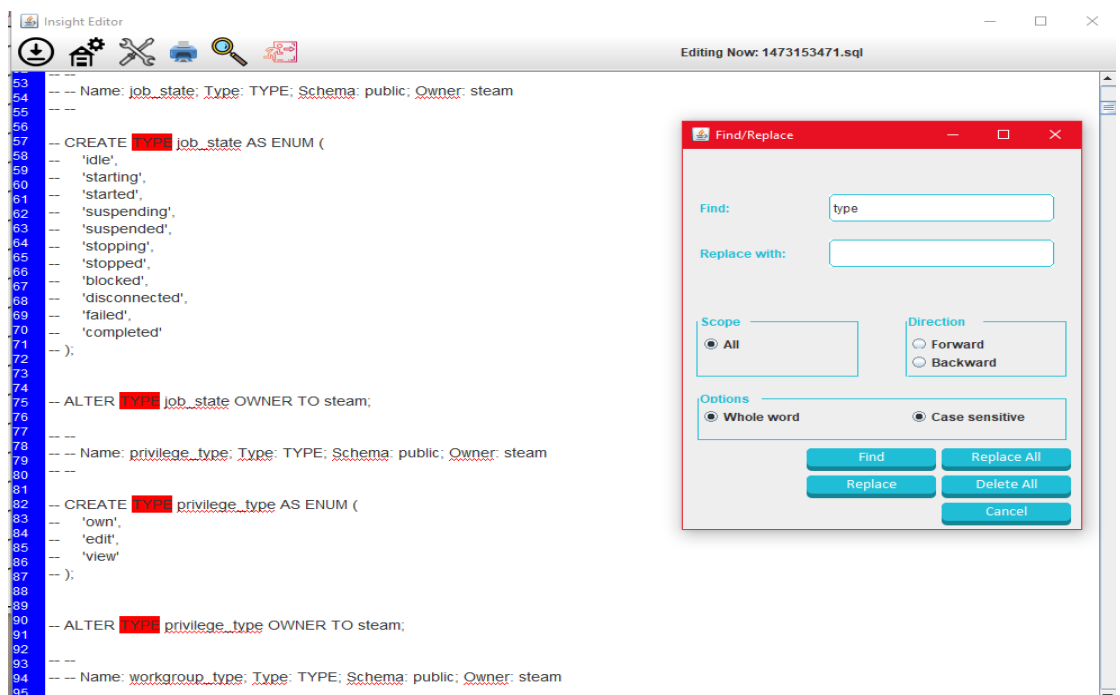 Insight Editor
Editing Now: 1473153471.sql
53
54 -- -- Name: job_state; Type: TYPE; Schema: public; Owner: steam
55 -- --
56
57 -- CREATE TYPE job_state AS ENUM (
58 -- 'idle',
59 -- 'starting',
60 -- 'started',
61
62 -- 'suspending',
63 -- 'suspended',
64 -- 'stopping',
65 -- 'stopped',
66
67 -- 'blocked',
68 -- 'disconnected',
69 -- 'failed',
70 -- 'completed'
71 -- );
72
73
74
75 -- ALTER TYPE job_state OWNER TO steam;
76
77 -- --
78
79 -- -- Name: privilege_type; Type: TYPE; Schema: public; Owner: steam
80 -- --
81
82 -- CREATE TYPE privilege_type AS ENUM (
83 -- 'own',
84 -- 'edit',
85
86 -- 'view'
87 -- );
88
89
90 -- ALTER TYPE privilege_type OWNER TO steam;
91
92
93 -- --
94 -- -- Name: workgroup_type; Type: TYPE; Schema: public; Owner: steam
95
Find/Replace
Find: type
Replace with:
Scope
All
Direction
Forward
Backward
Options
Whole word Case sensitive
Find Replace All
Replace Delete All
Cancel